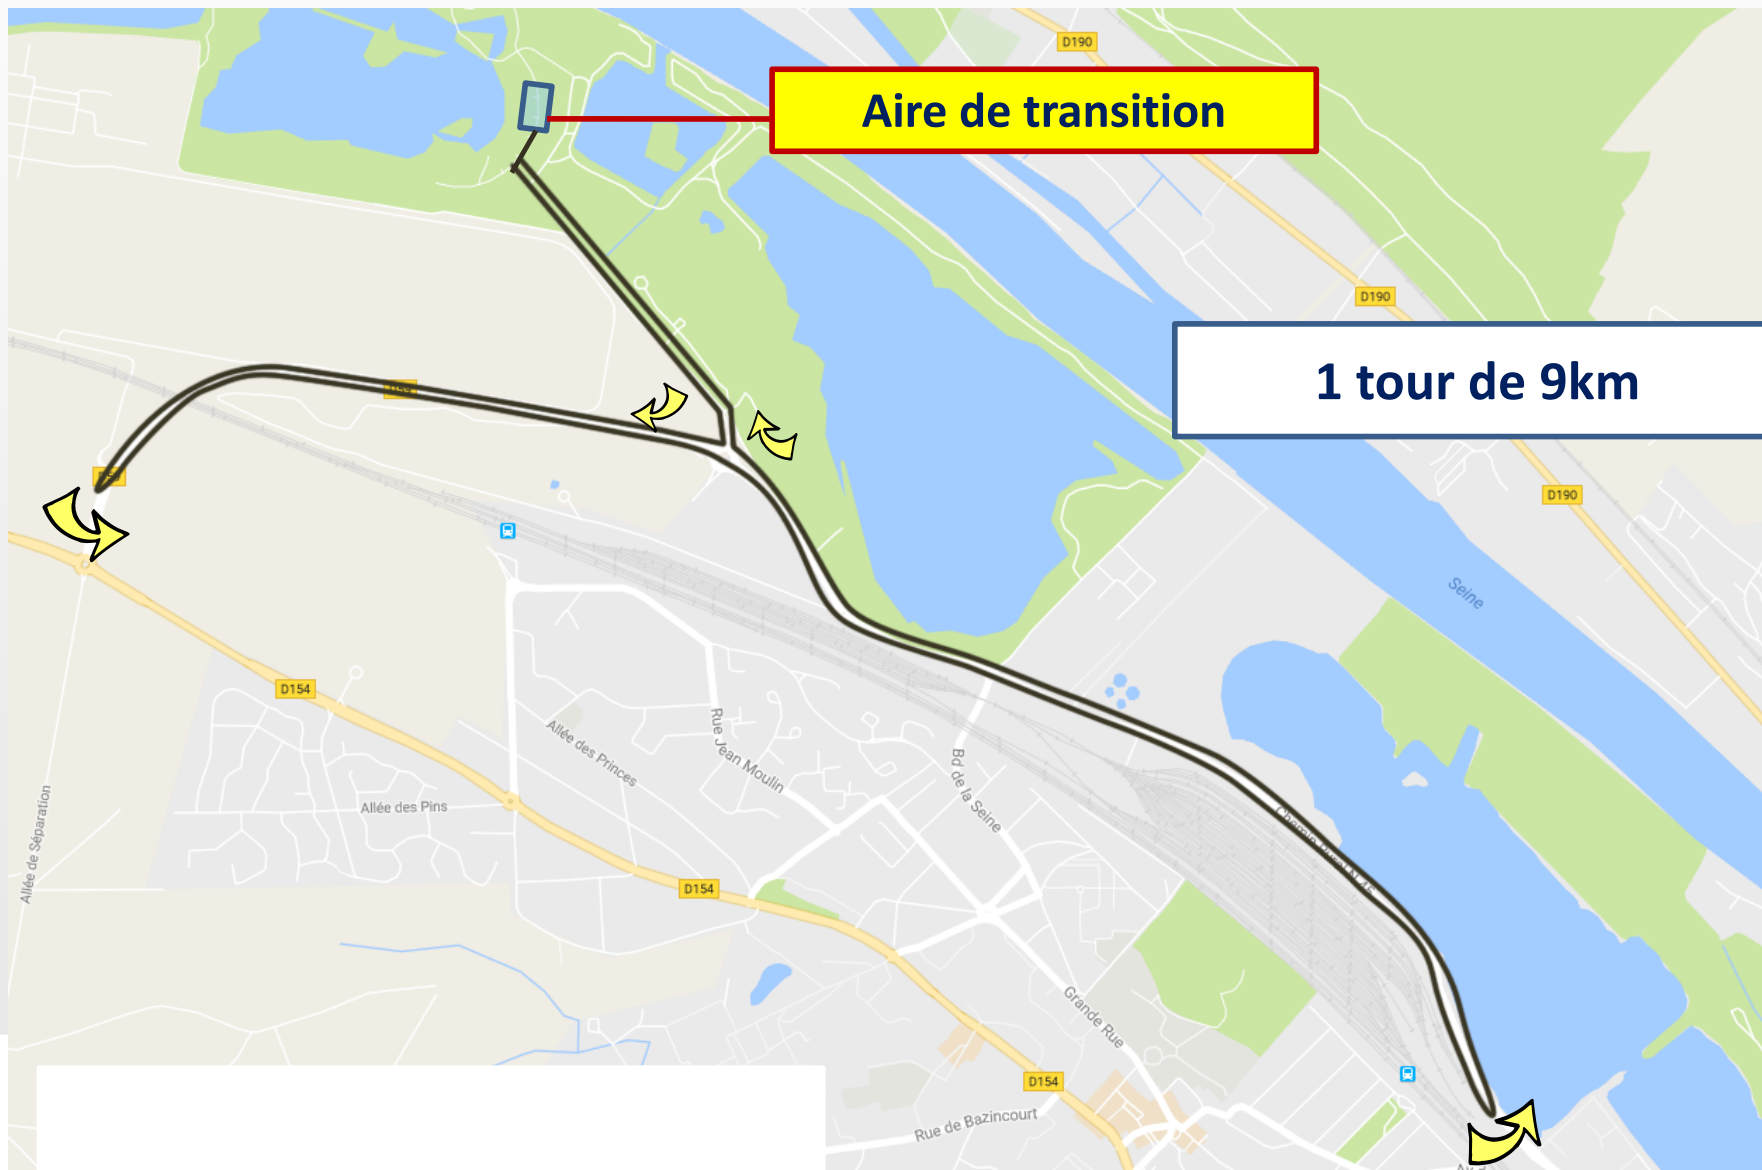 D190
Aire de transition
D190
1 tour de 9km
D190
Seine
D154
Rue Jean Moulin
Allée des Princes
Bd de la Seine
Allée des Pins
Allée de Séparation
D154
Grande Rue
D154
Rue de Bazincourt